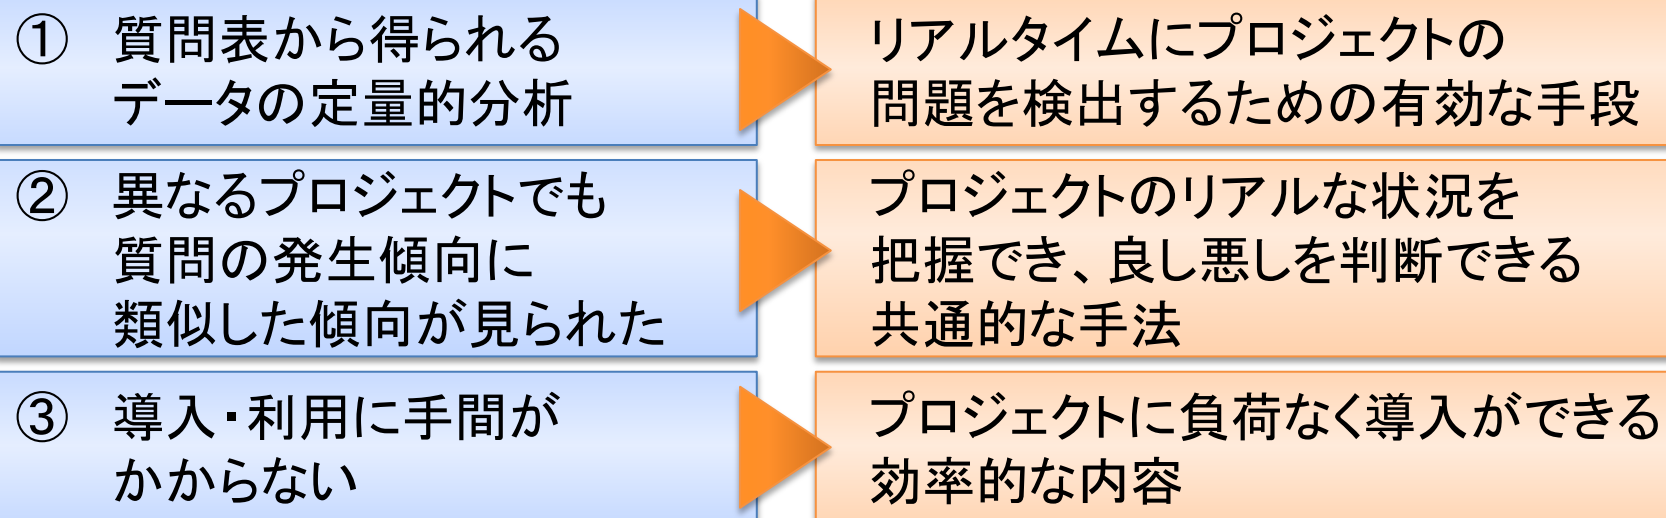 ① 質問表から得られる
データの定量的分析
リアルタイムにプロジェクトの
問題を検出するための有効な手段
② 異なるプロジェクトでも
質問の発生傾向に
類似した傾向が見られた
プロジェクトのリアルな状況を
把握でき、良し悪しを判断できる
共通的な手法
③ 導入・利用に手間が
かからない
プロジェクトに負荷なく導入ができる
効率的な内容